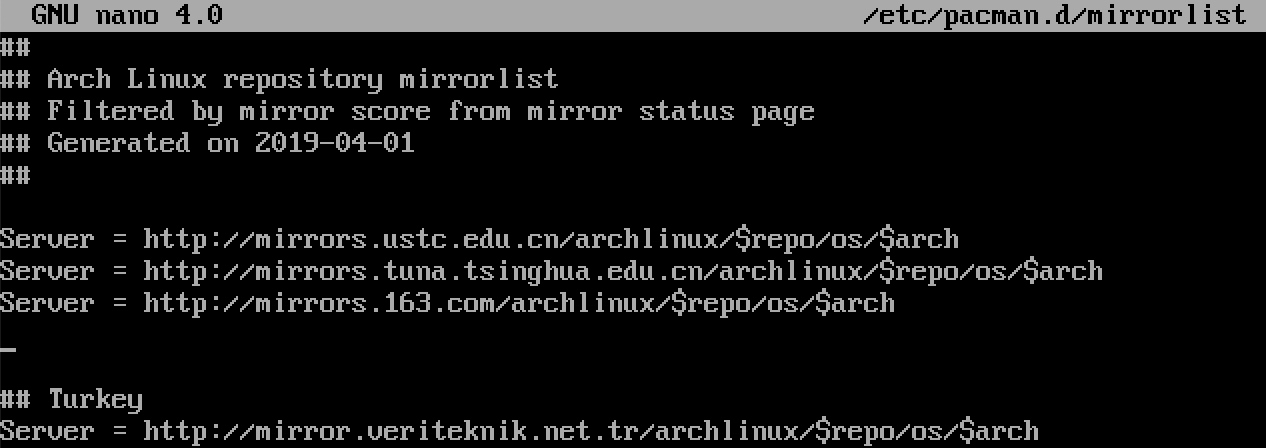 GNU nano 4.0 /etc/pacman.d/mirrorlist
##
## Arch Linux repository mirrorlist
## Filtered by mirror score from mirror status page
## Generated on 2019-04-01
##
Server = http://mirrors.ustc.edu.cn/archlinux/$repo/os/$arch
Server = http://mirrors.tuna.tsinghua.edu.cn/archlinux/$repo/os/$arch
Server = http://mirrors.163.com/archlinux/$repo/os/$arch
## Turkey
Server = http://mirror.veriteknik.net.tr/archlinux/$repo/os/$arch